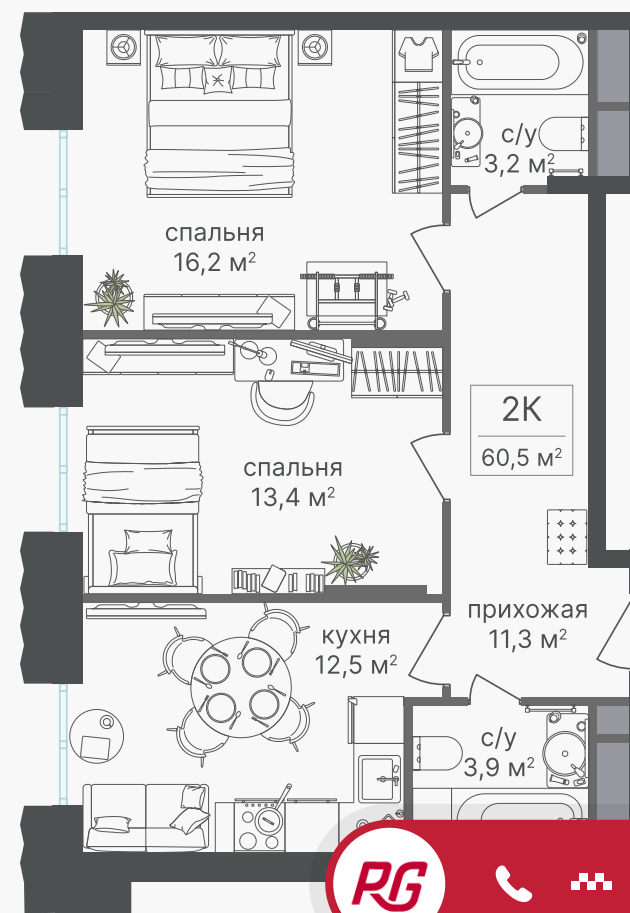 с/у
3,2 м²
спальня
16,2 м²
2К
60,5 м²
спальня
13,4 м²
прихожая
11,3 м²
кухня
12,5 м²
с/у
3,9 м²
RG